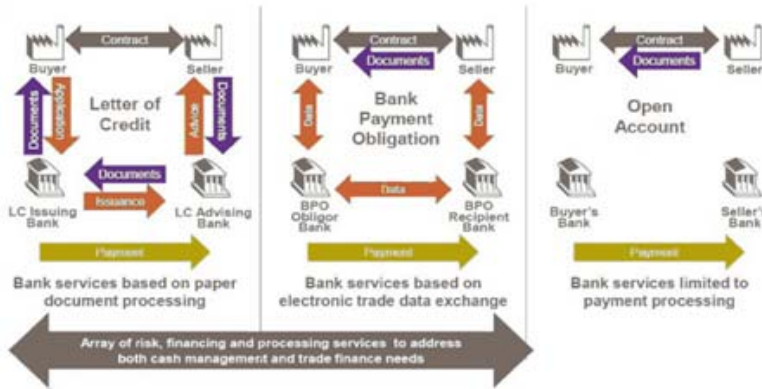 Contract
Buyer
Seller
Documents
Application
Letter of
Credit
Advice
Documents
Documents
Issuance
LC Issuing
Bank
LC Advising
Bank
Payment
Bank services based on paper
document processing
Contract
Documents
Buyer
Seller
Data
Bank
Payment
Obligation
Data
Data
BPO
Obligor
Bank
BPO
Recipient
Bank
Payment
Bank services based on
electronic trade data exchange
Contract
Documents
Buyer
Seller
Open
Account
Buyer's
Bank
Seller's
Bank
Payment
Bank services limited to
payment processing
Array of risk, financing and processing services to address
both cash management and trade finance needs